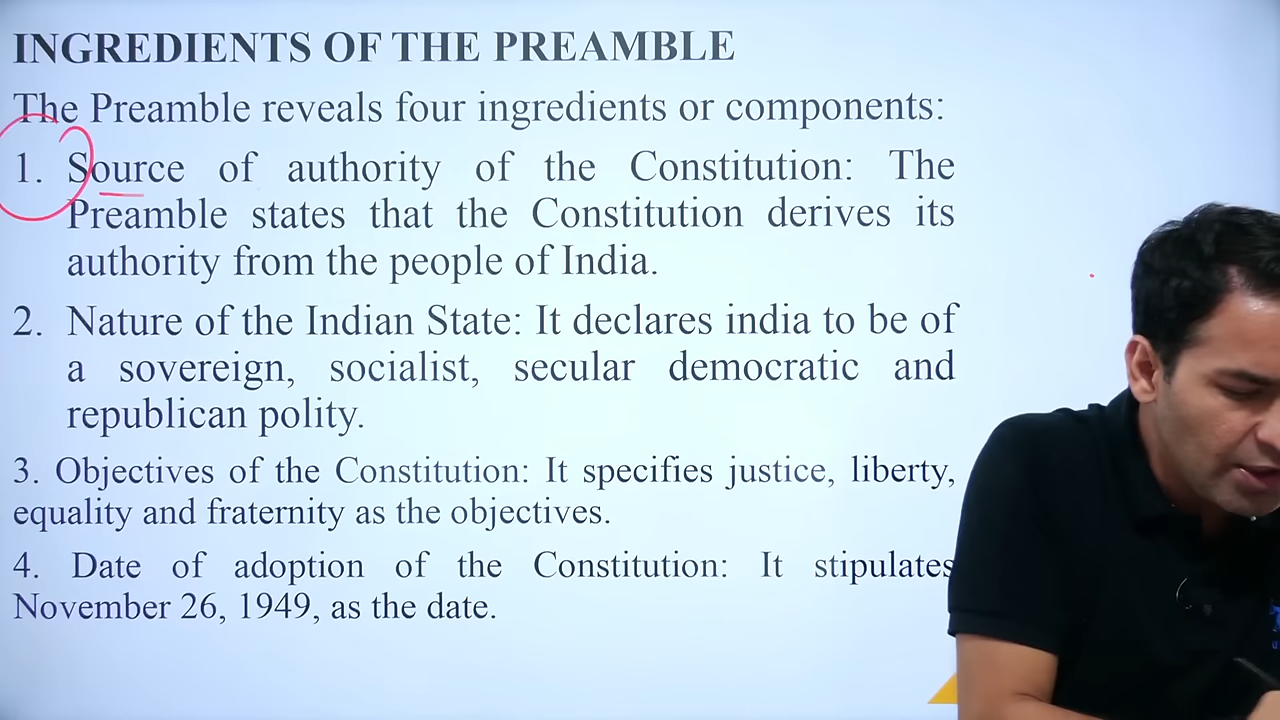 INGREDIENTS OF THE PREAMBLE
The Preamble reveals four ingredients or components:
1. Source of authority of the Constitution: The
Preamble states that the Constitution derives its
authority from the people of India.
2. Nature of the Indian State: It declares india to be of
a sovereign, socialist, secular democratic and
republican polity.
3. Objectives of the Constitution: It specifies justice, liberty,
equality and fraternity as the objectives.
4. Date of adoption of the Constitution: It stipulates
November 26, 1949, as the date.